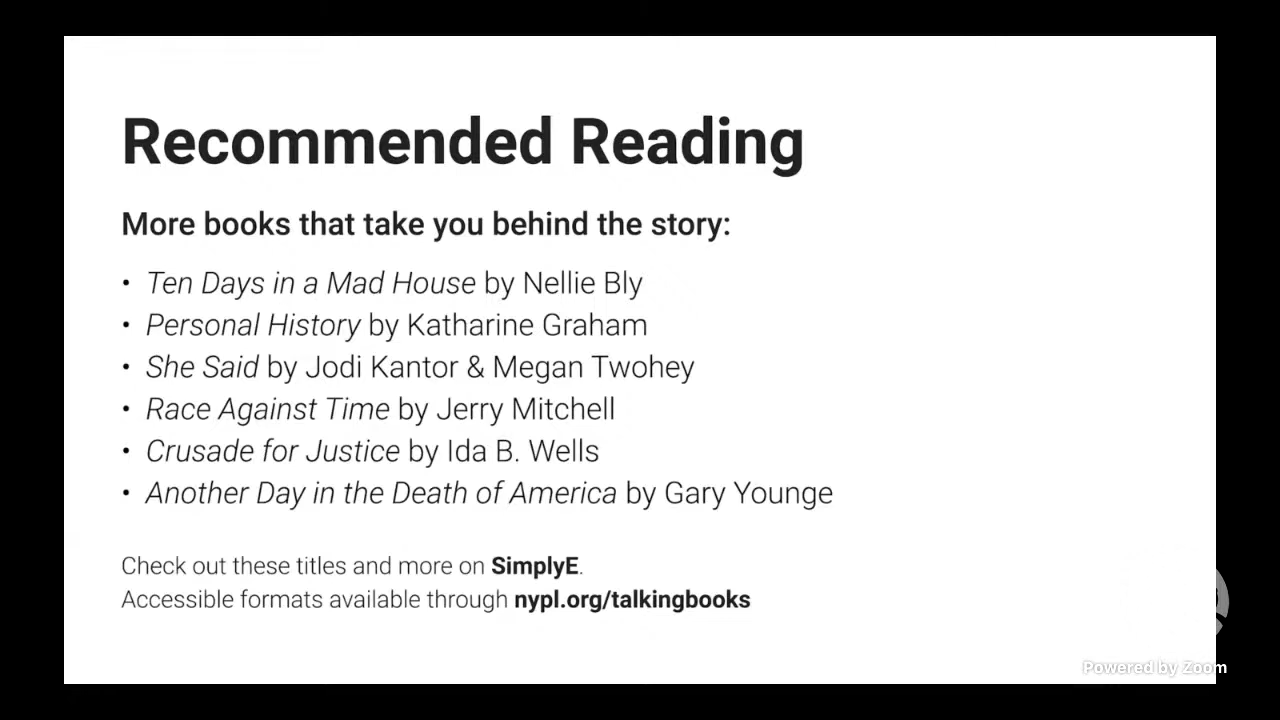 Recommended Reading
More books that take you behind the story:
• Ten Days in a Mad House by Nellie Bly
• Personal History by Katharine Graham
• She Said by Jodi Kantor & Megan Twohey
• Race Against Time by Jerry Mitchell
• Crusade for Justice by Ida B. Wells
• Another Day in the Death of America by Gary Younge
Check out these titles and more on SimplyE.
Accessible formats available through nypl.org/talkingbooks
Powered by Zoom